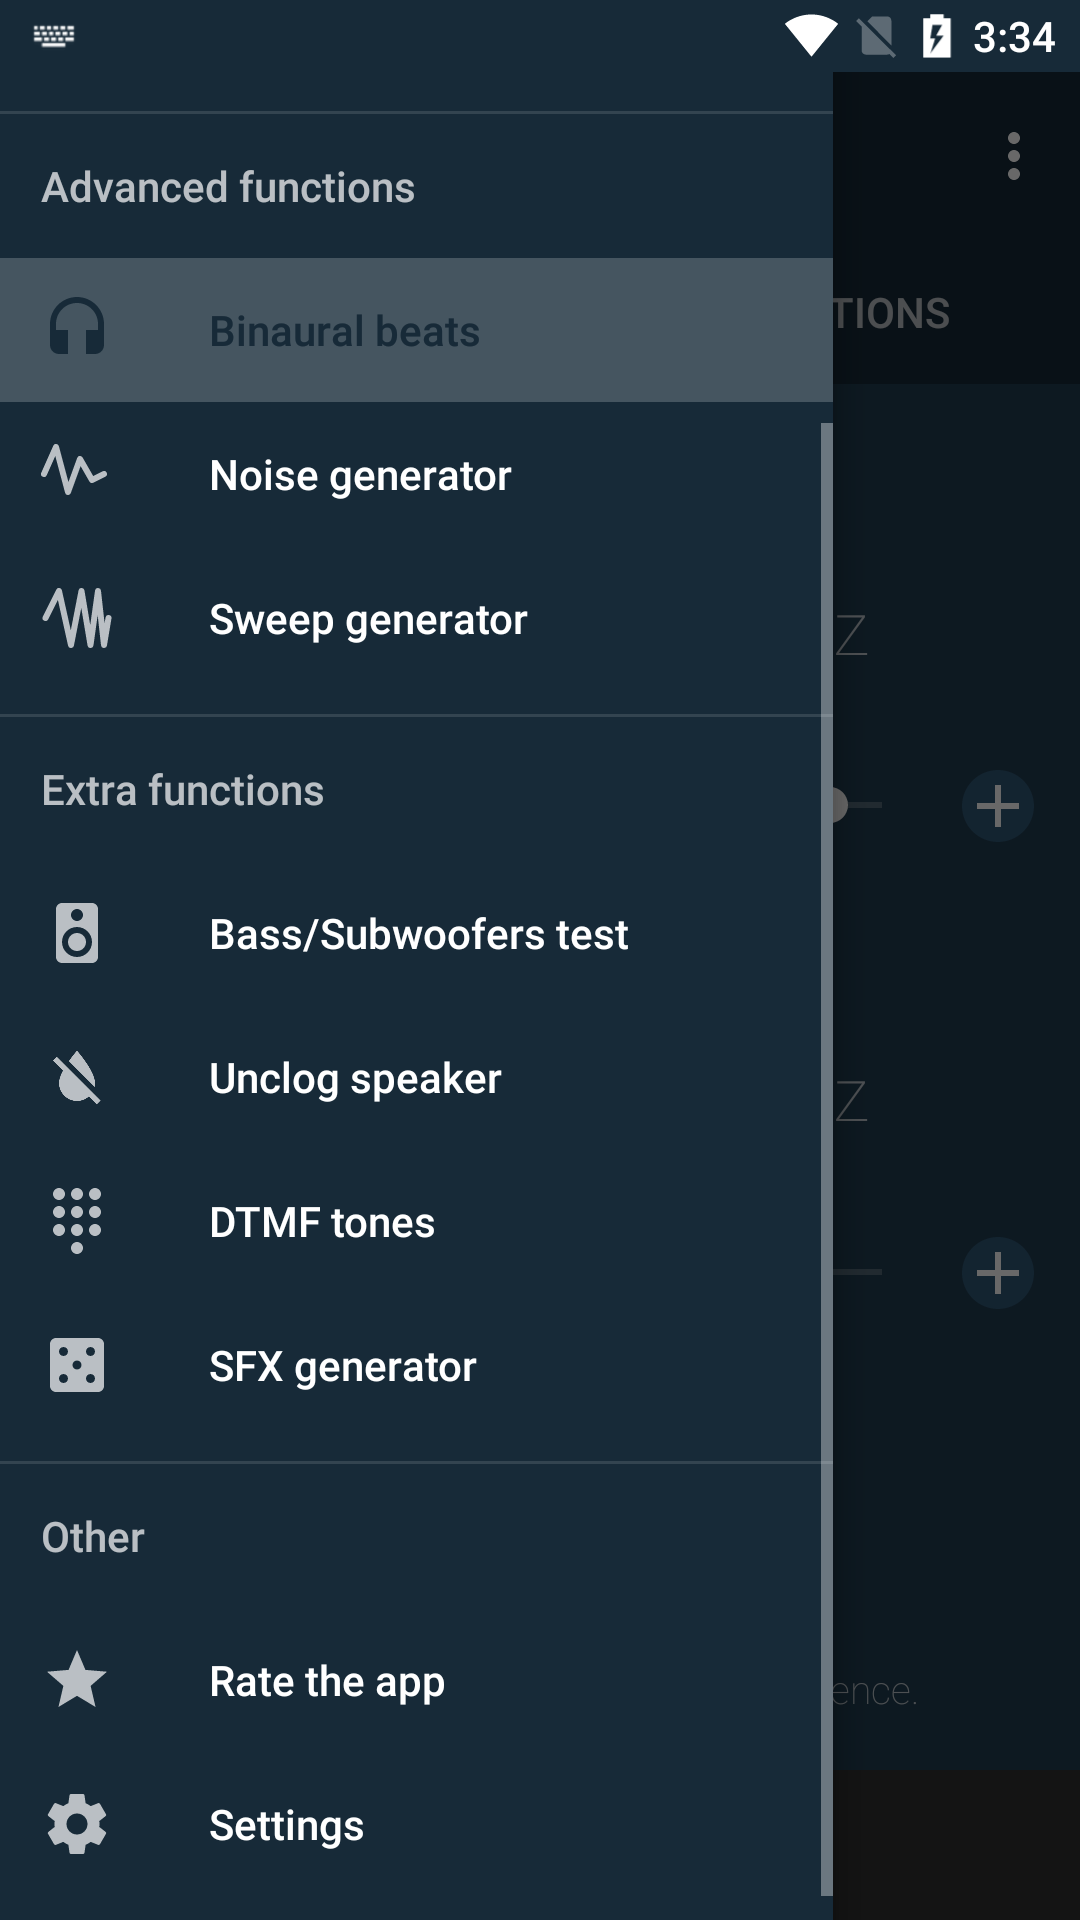 3:34
Advanced functions
TIONS
Binaural beats
Noise generator
Sweep generator
Z
Extra functions
Bass/Subwoofers test
Unclog speaker
Z
DTMF tones
SFX generator
Other
Rate the app
ence.
Settings